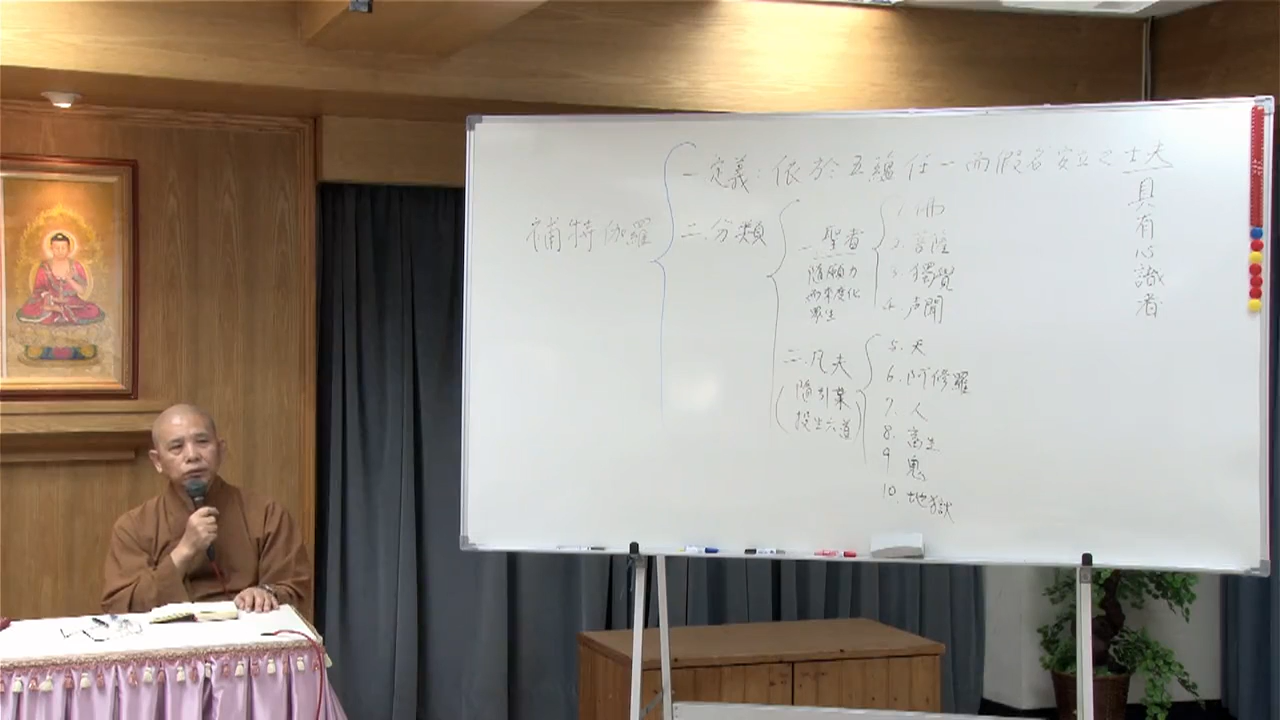 補特伽羅
一.定義:依於五蘊任一而假名安立之士夫
具有心識者
二.分類
一.聖者
隨願力
而來度化
眾生
1.佛
2.菩薩
3.獨覺
4.声聞
二.凡夫
(隨引業
投生六道)
5.天
6.阿修羅
7.人
8.畜生
9.鬼
10.地獄